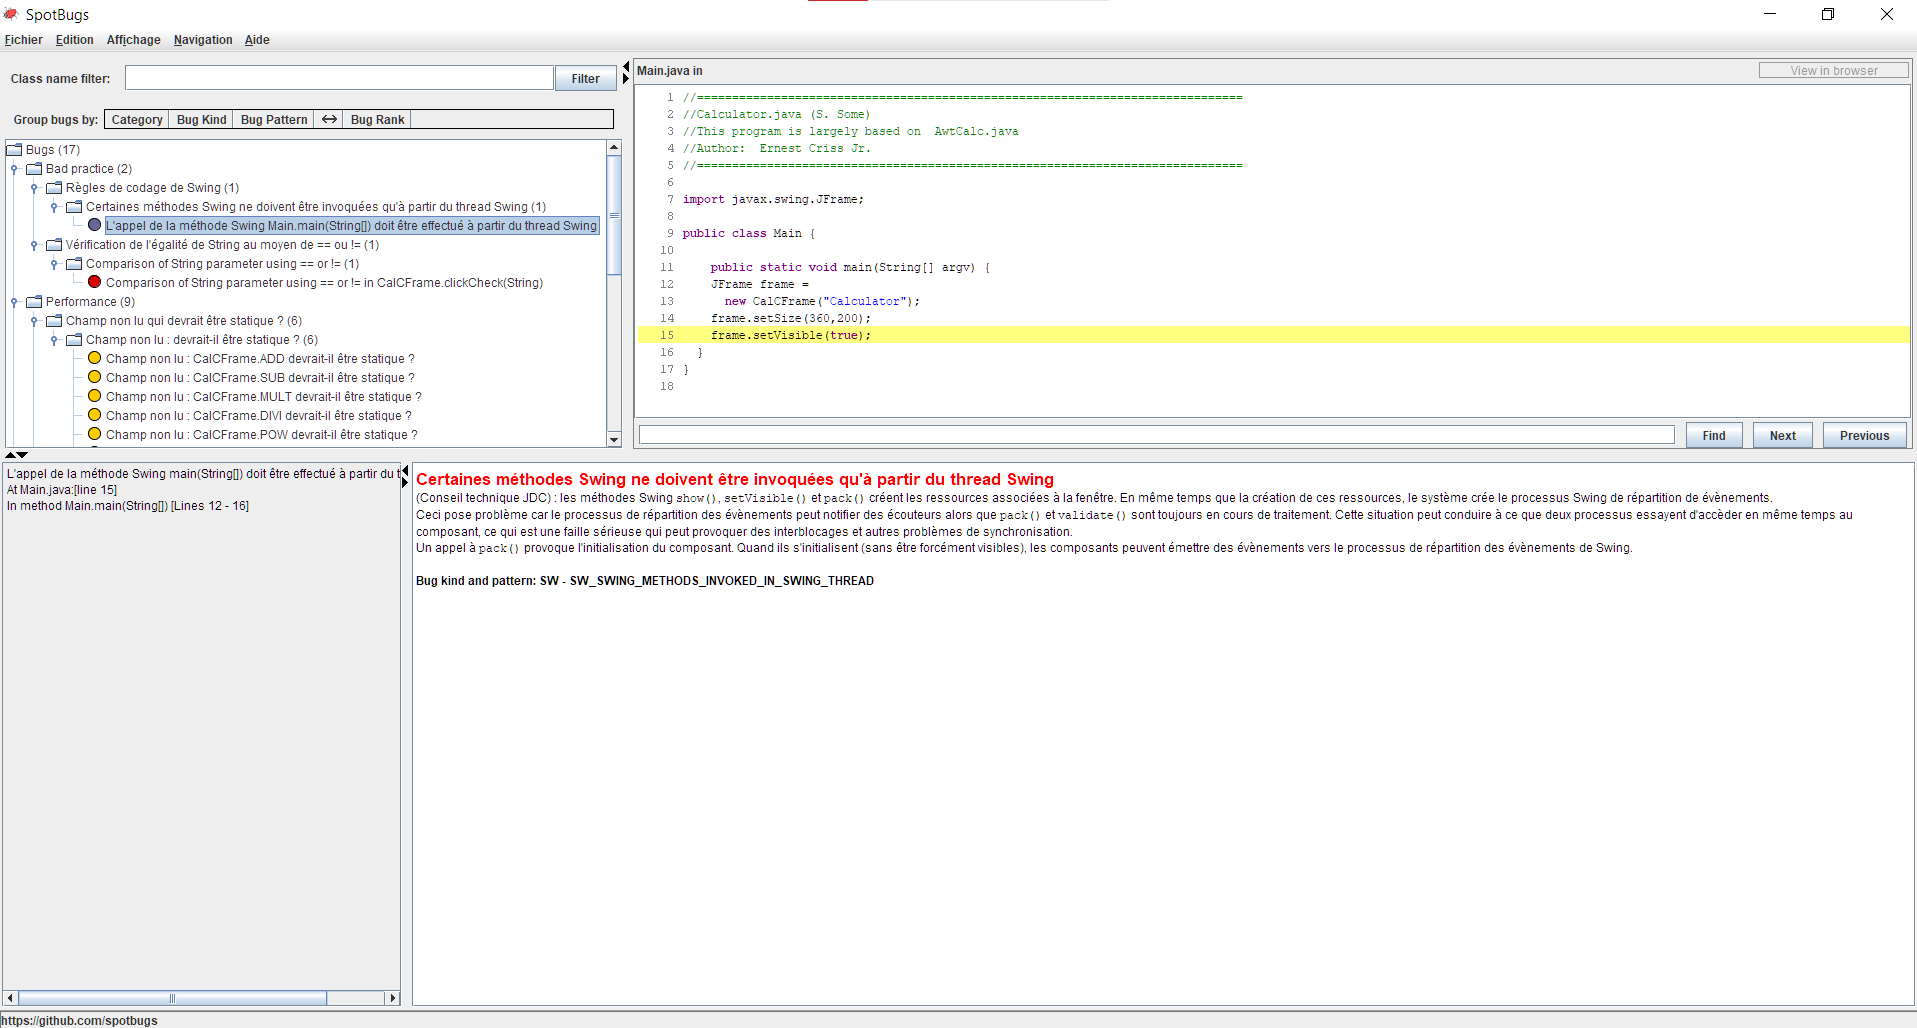 SpotBugs
Fichier Edition Affichage Navigation Aide
Class name filter: Filter
Group bugs by: Category Bug Kind Bug Pattern Bug Rank
Bugs (17)
Bad practice (2)
Règles de codage de Swing (1)
Certaines méthodes Swing ne doivent être invoquées qu'à partir du thread Swing (1)
L'appel de la méthode Swing Main.main(String[]) doit être effectué à partir du thread Swing
Vérification de l'égalité de String au moyen de == ou != (1)
Comparison of String parameter using == or != (1)
Comparison of String parameter using == or != in CalCFrame.clickCheck(String)
Performance (9)
Champ non lu qui devrait être statique ? (6)
Champ non lu : devrait-il être statique ? (6)
Champ non lu : CalCFrame.ADD devrait-il être statique ?
Champ non lu : CalCFrame.SUB devrait-il être statique ?
Champ non lu : CalCFrame.MULT devrait-il être statique ?
Champ non lu : CalCFrame.DIVI devrait-il être statique ?
Champ non lu : CalCFrame.POW devrait-il être statique ?
Main.java in View in browser
1 //==============================================================================
2 //Calculator.java (S. Some)
3 //This program is largely based on  AwtCalc.java
4 //Author:  Ernest Criss Jr.
5 //==============================================================================
6
7 import javax.swing.JFrame;
8
9 public class Main {
10
11     public static void main(String[] argv) {
12     JFrame frame =
13       new CalCFrame("Calculator");
14     frame.setSize(360,200);
15     frame.setVisible(true);
16   }
17 }
18
Find Next Previous
L'appel de la méthode Swing main(String[]) doit être effectué à partir du t
At Main.java:[line 15]
In method Main.main(String[]) [Lines 12 - 16]
Certaines méthodes Swing ne doivent être invoquées qu'à partir du thread Swing
(Conseil technique JDC) : les méthodes Swing show(), setVisible() et pack() créent les ressources associées à la fenêtre. En même temps que la création de ces ressources, le système crée le processus Swing de répartition de évènements.
Ceci pose problème car le processus de répartition des évènements peut notifier des écouteurs alors que pack() et validate() sont toujours en cours de traitement. Cette situation peut conduire à ce que deux processus essayent d'accèder en même temps au
composant, ce qui est une faille sérieuse qui peut provoquer des interblocages et autres problèmes de synchronisation.
Un appel à pack() provoque l'initialisation du composant. Quand ils s'initialisent (sans être forcément visibles), les composants peuvent émettre des évènements vers le processus de répartition des évènements de Swing.
Bug kind and pattern: SW - SW_SWING_METHODS_INVOKED_IN_SWING_THREAD
https://github.com/spotbugs